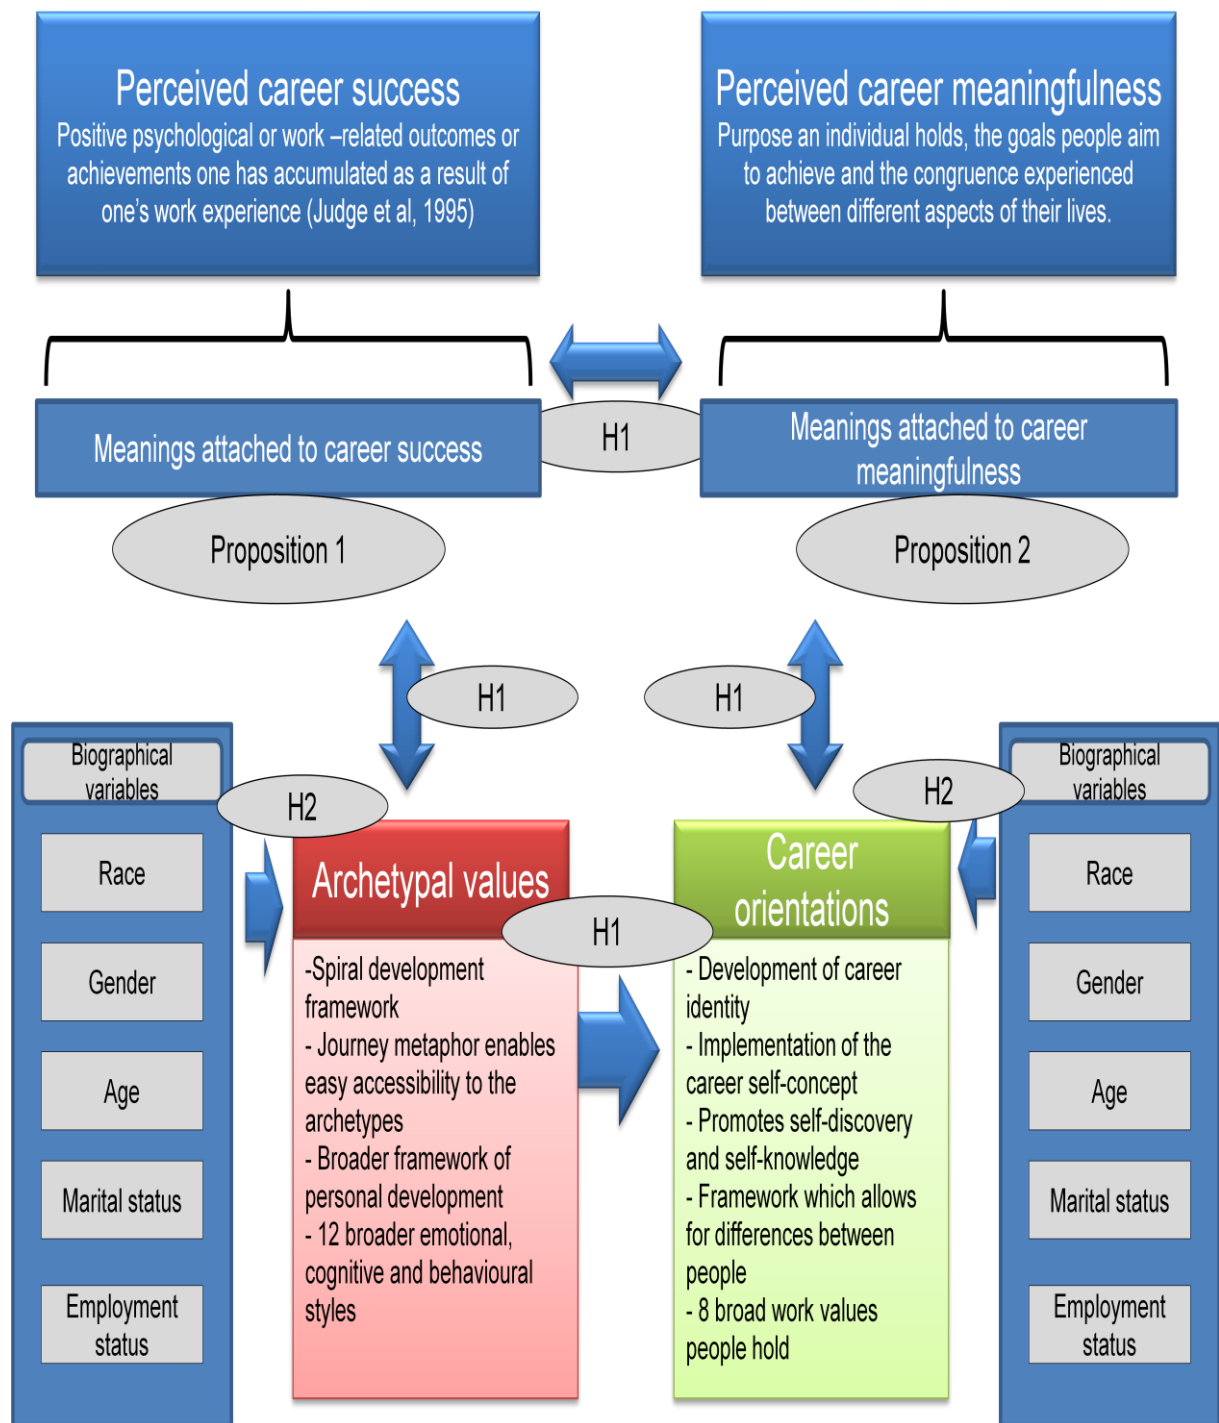 Perceived career success
Positive psychological or work –related outcomes or
achievements one has accumulated as a result of
one's work experience (Judge et al, 1995)
Perceived career meaningfulness
Purpose an individual holds, the goals people aim
to achieve and the congruence experienced
between different aspects of their lives.
Meanings attached to career success
H1
Meanings attached to career
meaningfulness
Proposition 1
Proposition 2
H1
H1
Biographical
variables
Race
Gender
Age
Marital status
Employment
status
H2
Archetypal values
-Spiral development
framework
- Journey metaphor enables
easy accessibility to the
archetypes
- Broader framework of
personal development
- 12 broader emotional,
cognitive and behavioural
styles
H1
Career
orientations
- Development of career
identity
- Implementation of the
career self-concept
- Promotes self-discovery
and self-knowledge
- Framework which allows
for differences between
people
- 8 broad work values
people hold
H2
Biographical
variables
Race
Gender
Age
Marital status
Employment
status